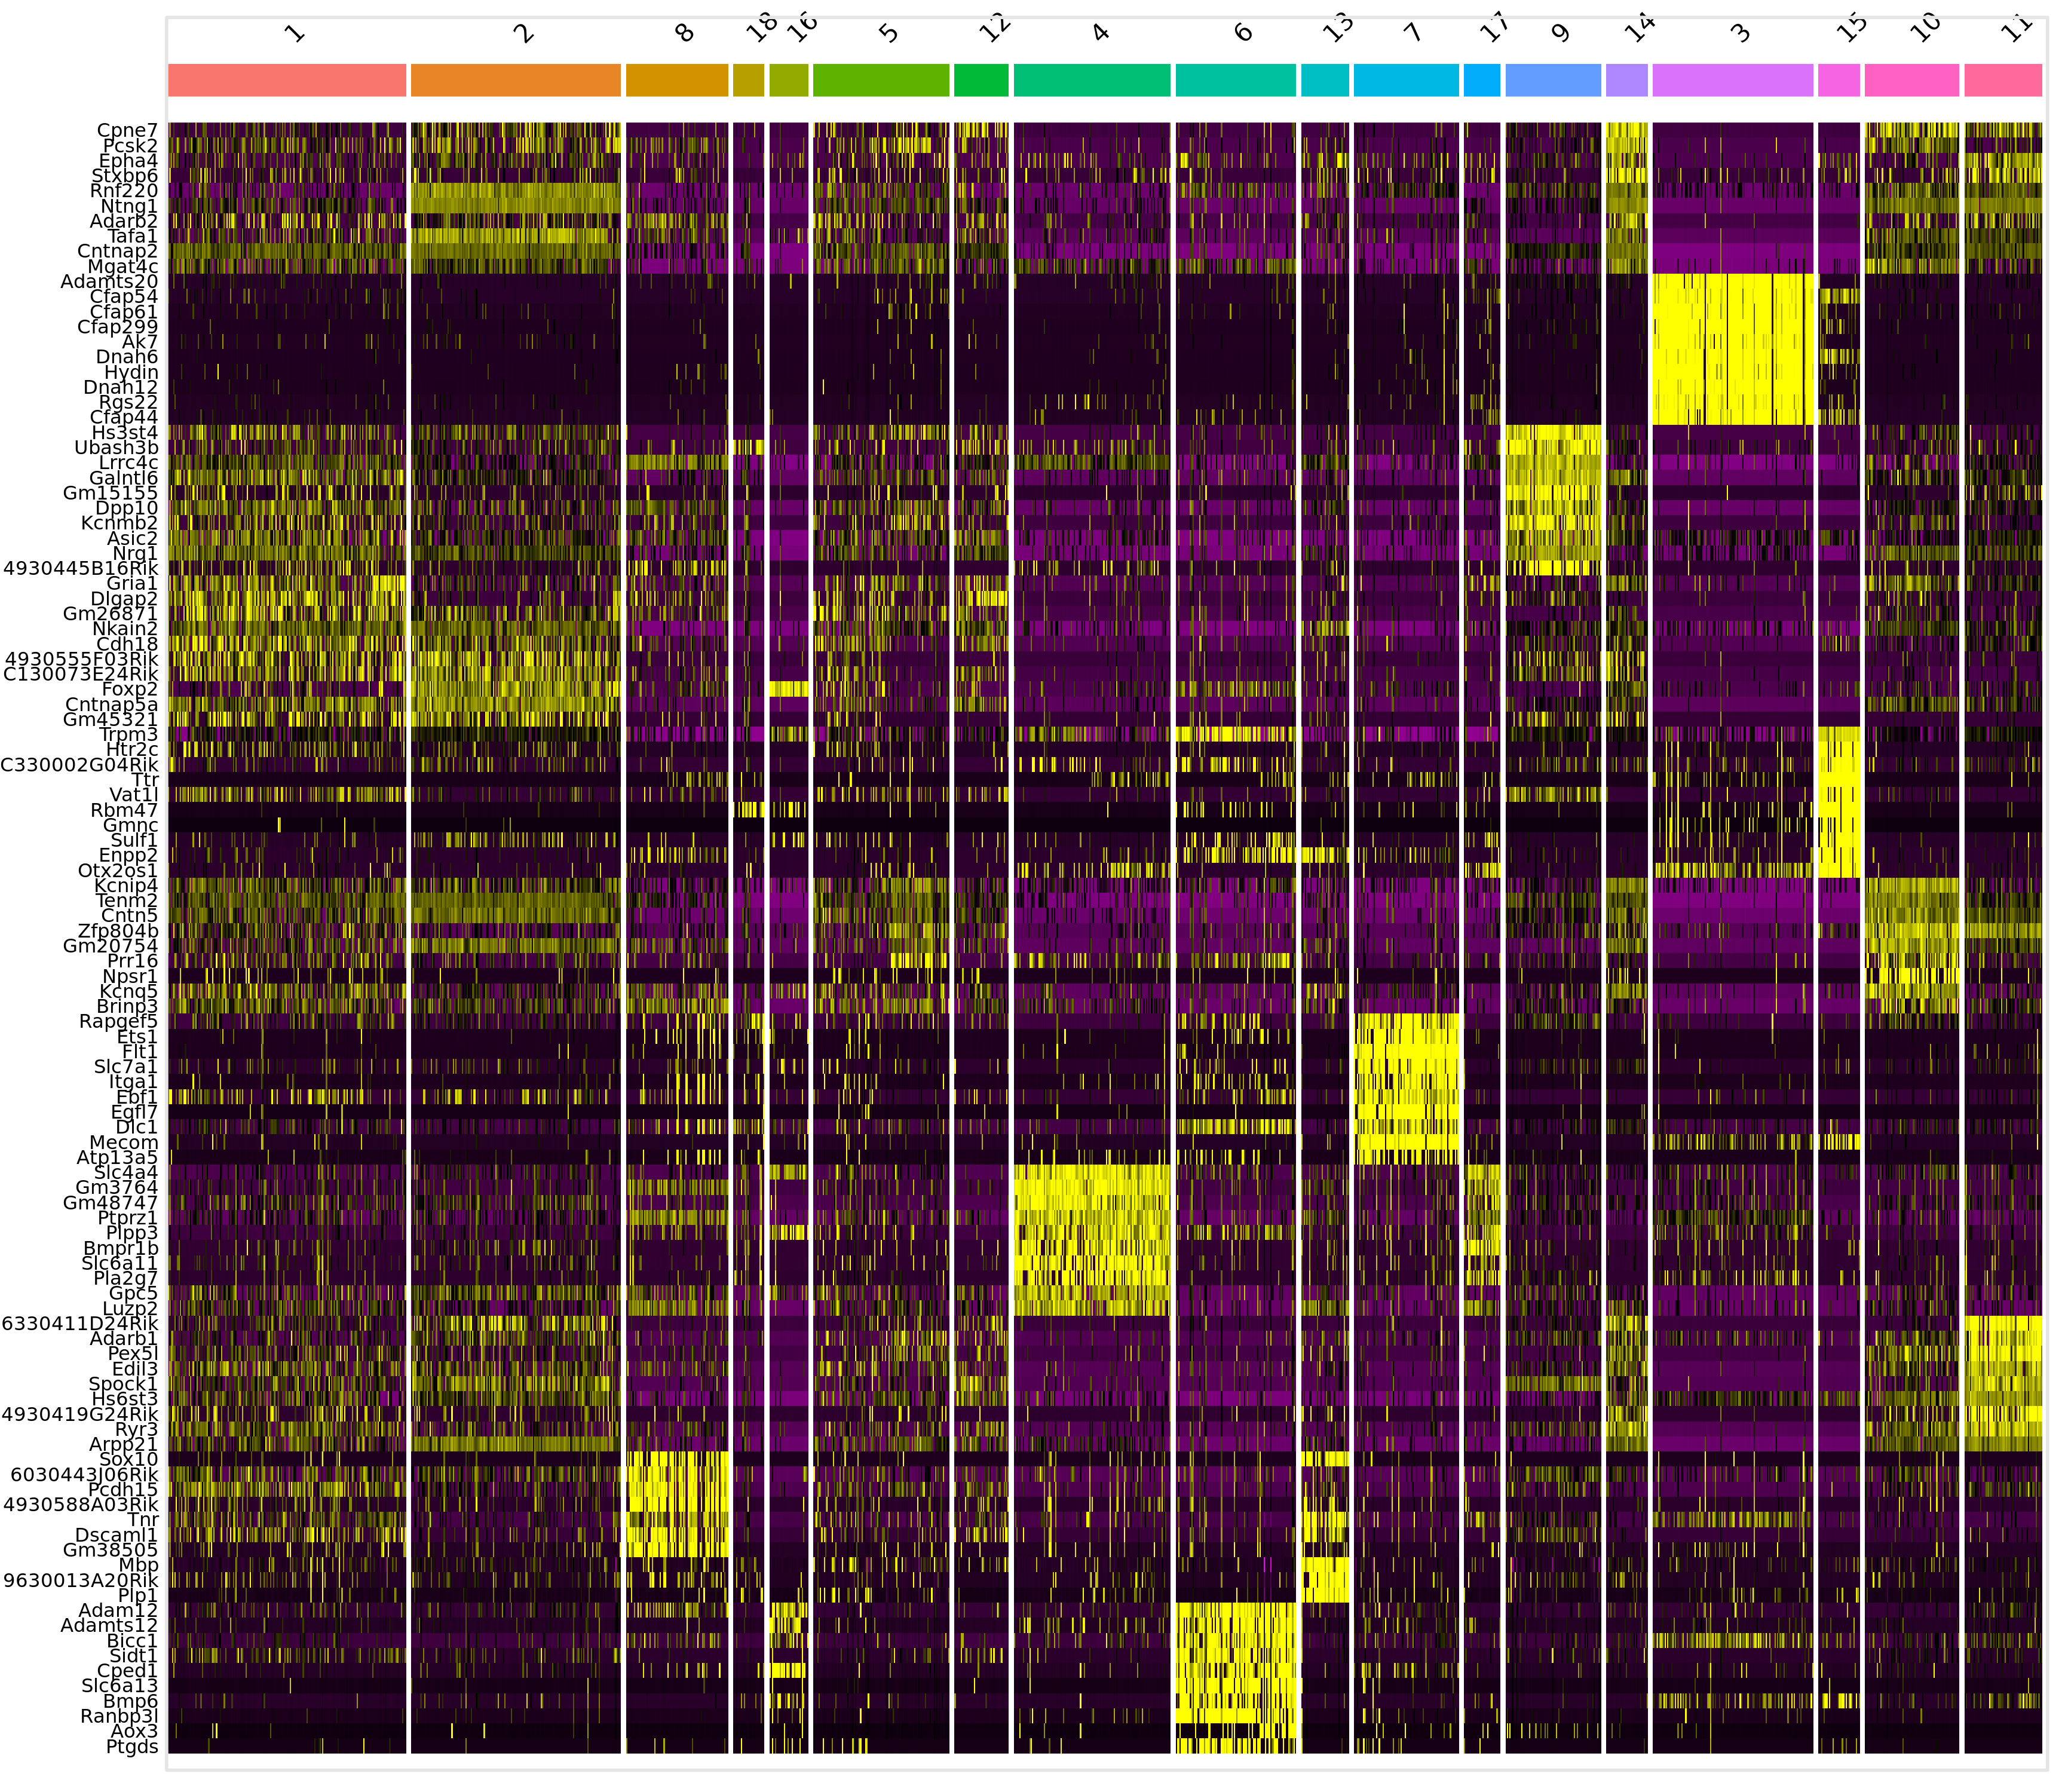 1 2 8 18 16 5 12 4 6 13 7 17 9 14 3 15 10 11
Cpne7
Pcsk2
Epha4
Stxbp6
Rnf220
Ntng1
Adarb2
Tafa1
Cntnap2
Mgat4c
Adamts20
Cfap54
Cfap61
Cfap299
Ak7
Dnah6
Hydin
Dnah12
Rgs22
Cfap44
Hs3st4
Ubash3b
Lrrc4c
Galntl6
Gm15155
Dpp10
Kcnmb2
Asic2
Nrg1
4930445B16Rik
Gria1
Dlgap2
Gm26871
Nkain2
Cdh18
4930555F03Rik
C130073E24Rik
Foxp2
Cntnap5a
Gm45321
Trpm3
Htr2c
C330002G04Rik
Ttr
Vat1l
Rbm47
Gmnc
Sulf1
Enpp2
Otx2os1
Kcnip4
Tenm2
Cntn5
Zfp804b
Gm20754
Prr16
Npsr1
Kcnq5
Brinp3
Rapgef5
Ets1
Flt1
Slc7a1
Itga1
Ebf1
Egfl7
Dlc1
Mecom
Atp13a5
Slc4a4
Gm3764
Gm48747
Ptprz1
Plpp3
Bmpr1b
Slc6a11
Pla2g7
Gpc5
Luzp2
6330411D24Rik
Adarb1
Pex5l
Edil3
Spock1
Hs6st3
4930419G24Rik
Ryr3
Arpp21
Sox10
6030443J06Rik
Pcdh15
4930588A03Rik
Tnr
Dscaml1
Gm38505
Mbp
9630013A20Rik
Plp1
Adam12
Adamts12
Bicc1
Sidt1
Cped1
Slc6a13
Bmp6
Ranbp3l
Aox3
Ptgds